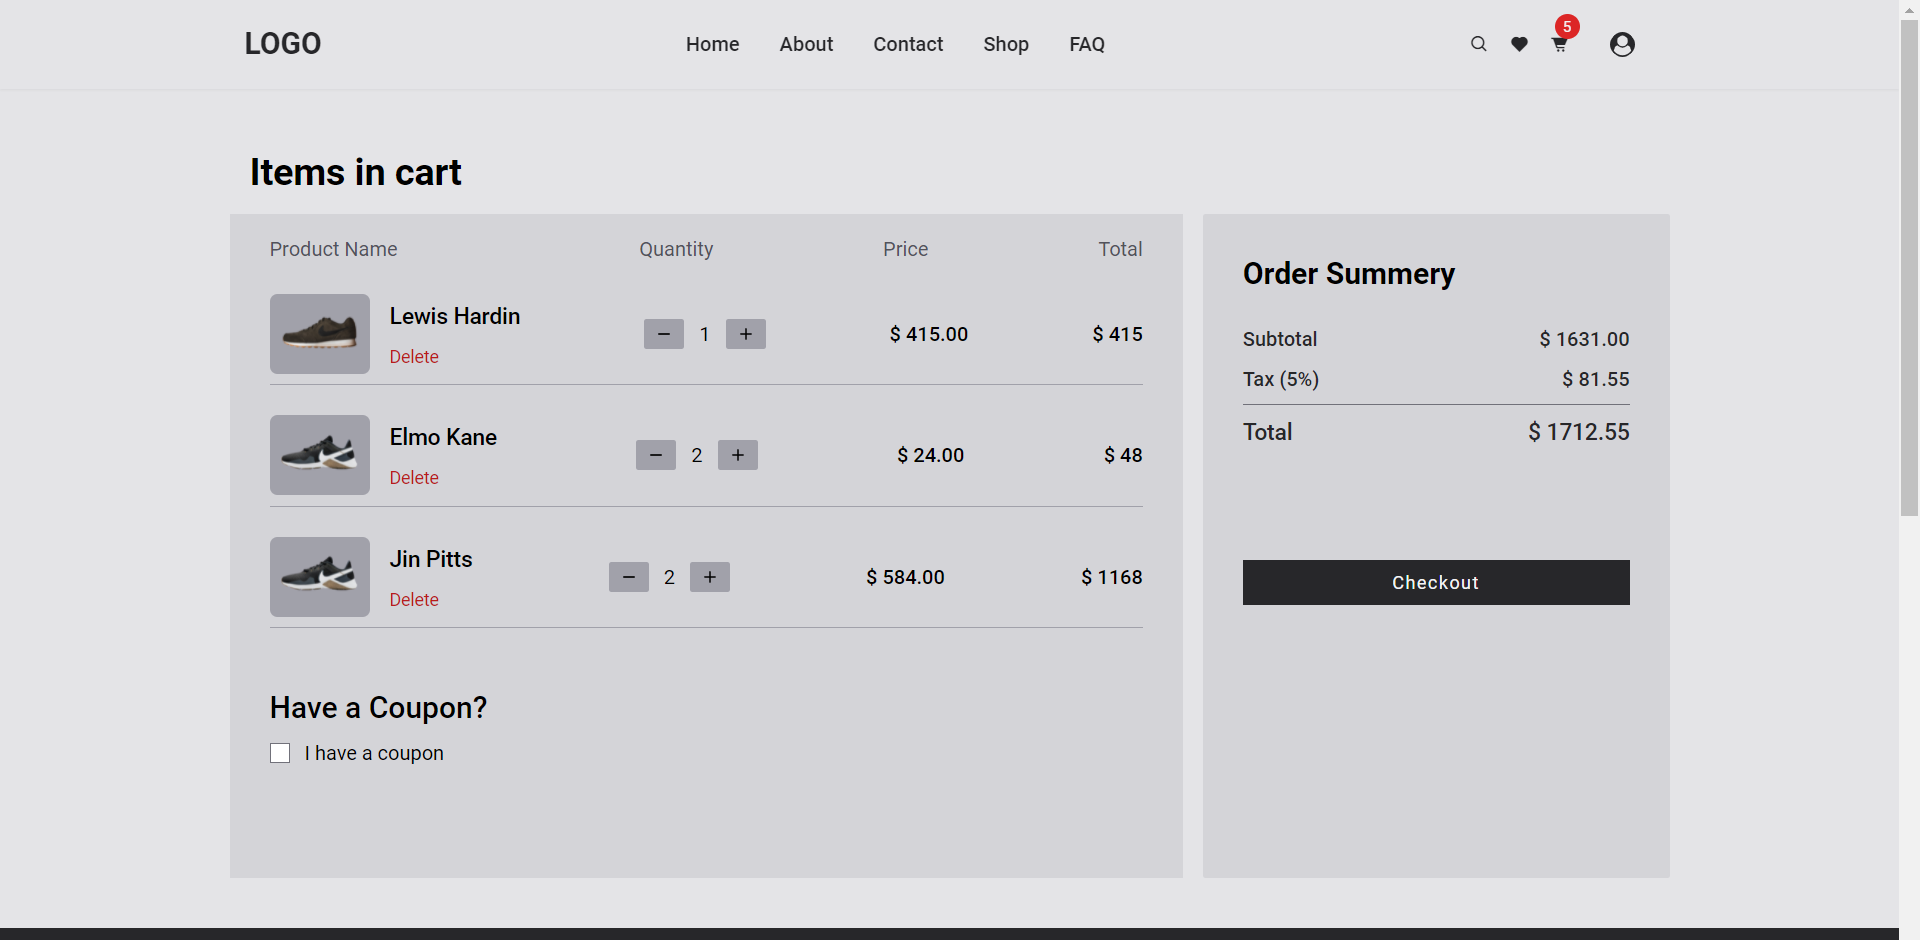 LOGO Home About Contact Shop FAQ 5
Items in cart
Product Name Quantity Price Total
Lewis Hardin
Delete
− 1 + $ 415.00 $ 415
Elmo Kane
Delete
− 2 + $ 24.00 $ 48
Jin Pitts
Delete
− 2 + $ 584.00 $ 1168
Have a Coupon?
I have a coupon
Order Summery
Subtotal $ 1631.00
Tax (5%) $ 81.55
Total $ 1712.55
Checkout